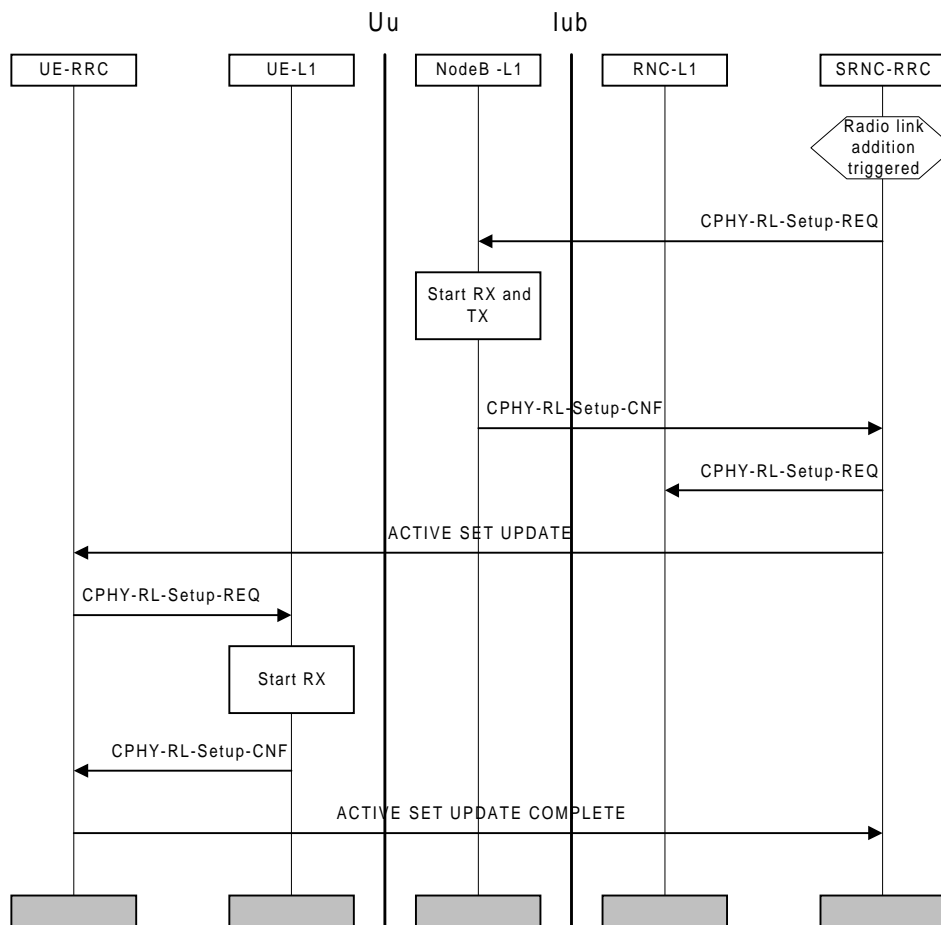 Uu
Iub
UE-RRC
UE-L1
NodeB -L1
RNC-L1
SRNC-RRC
Radio link
addition
triggered
CPHY-RL-Setup-REQ
Start RX and
TX
CPHY-RL-Setup-CNF
CPHY-RL-Setup-REQ
ACTIVE SET UPDATE
CPHY-RL-Setup-REQ
Start RX
CPHY-RL-Setup-CNF
ACTIVE SET UPDATE COMPLETE